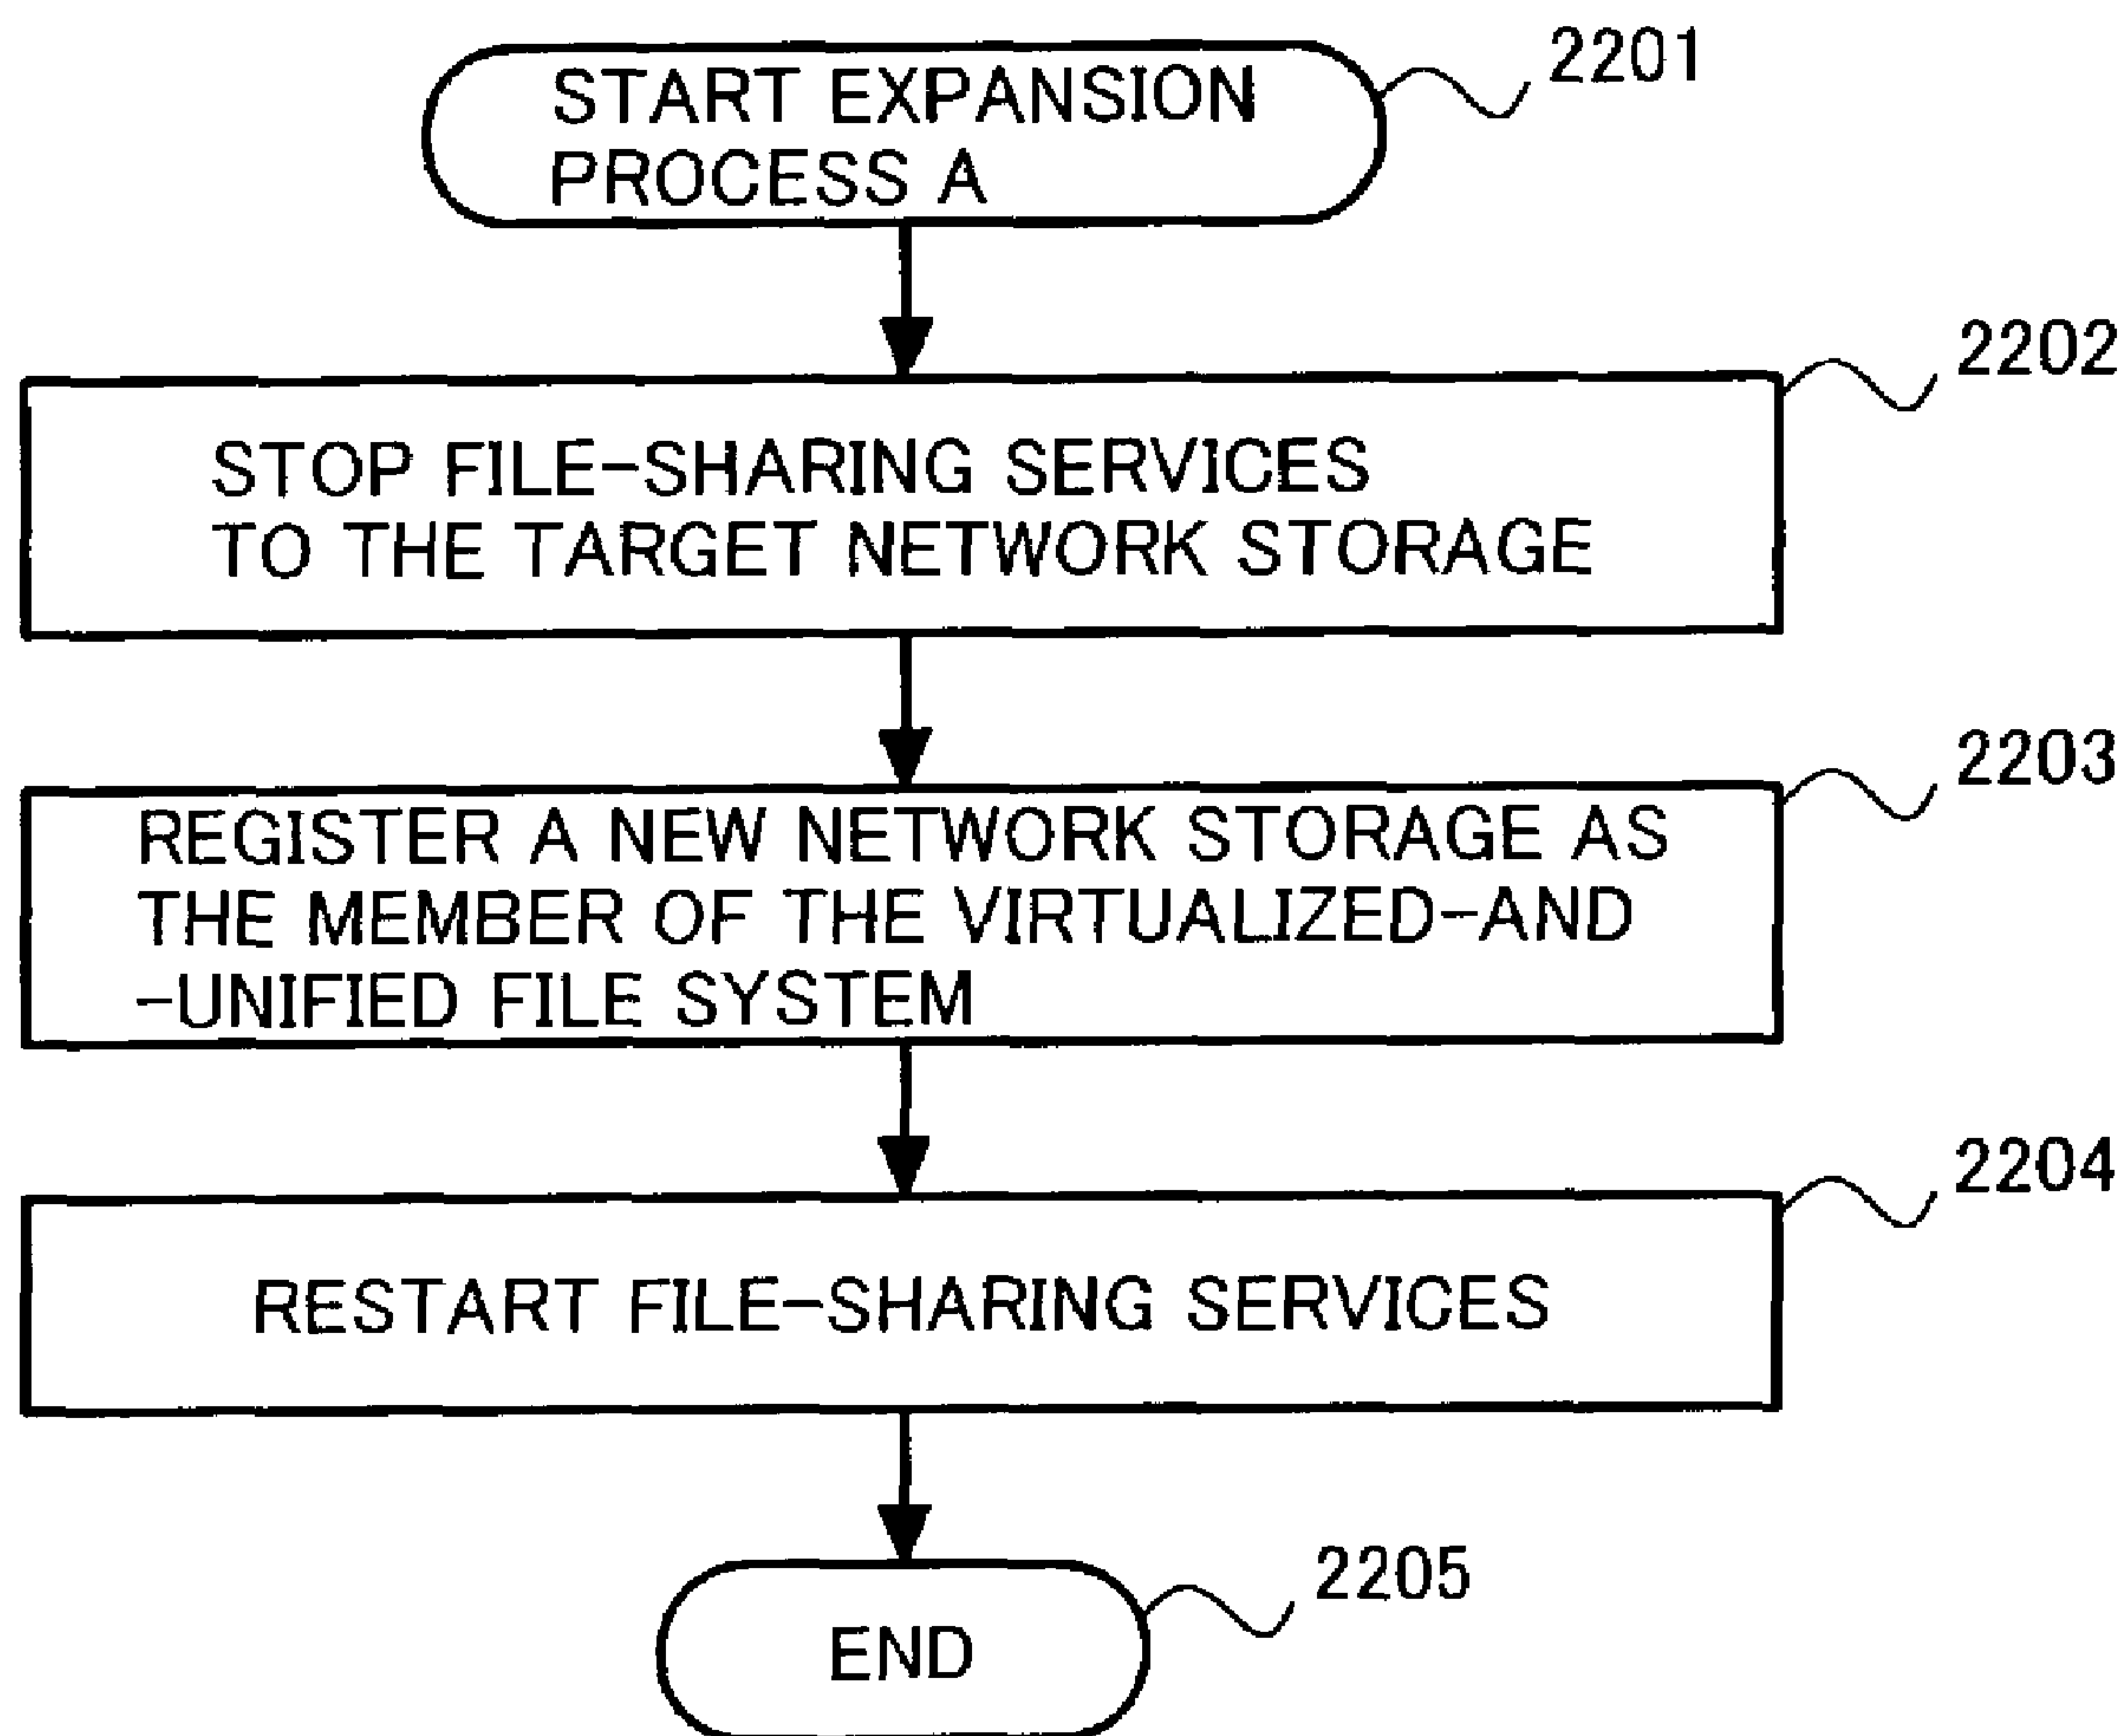 START EXPANSION
PROCESS A
2201
STOP FILE-SHARING SERVICES
TO THE TARGET NETWORK STORAGE
2202
REGISTER A NEW NETWORK STORAGE AS
THE MEMBER OF THE VIRTUALIZED-AND
-UNIFIED FILE SYSTEM
2203
RESTART FILE-SHARING SERVICES
2204
END
2205